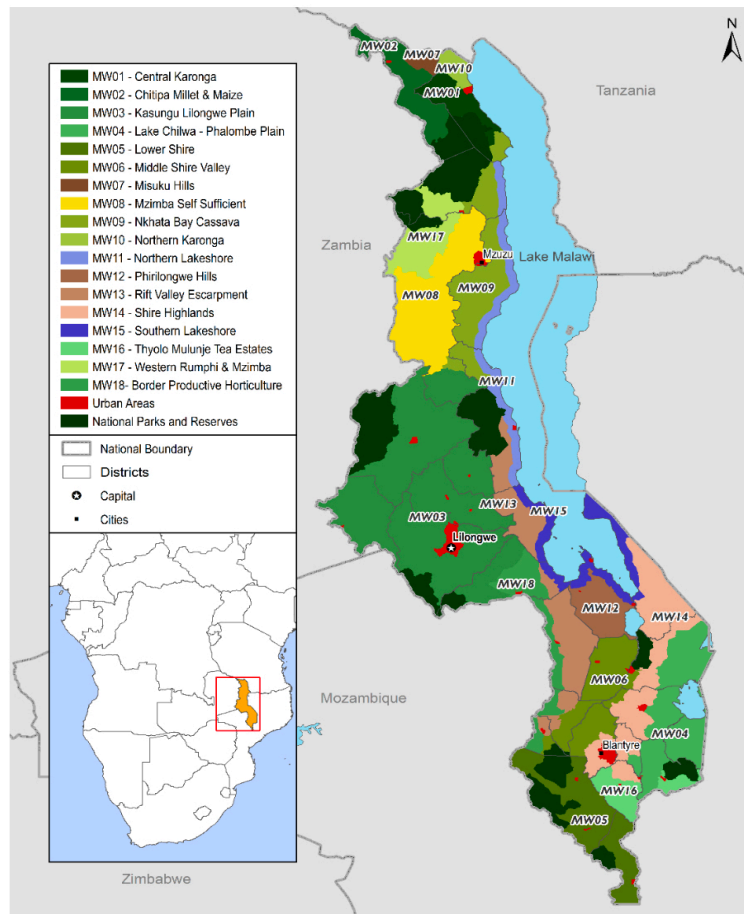 MW01 - Central Karonga
MW02 - Chitipa Millet & Maize
MW03 - Kasungu Lilongwe Plain
MW04 - Lake Chilwa - Phalombe Plain
MW05 - Lower Shire
MW06 - Middle Shire Valley
MW07 - Misuku Hills
MW08 - Mzimba Self Sufficient
MW09 - Nkhata Bay Cassava
MW10 - Northern Karonga
MW11 - Northern Lakeshore
MW12 - Phirilongwe Hills
MW13 - Rift Valley Escarpment
MW14 - Shire Highlands
MW15 - Southern Lakeshore
MW16 - Thyolo Mulunje Tea Estates
MW17 - Western Rumphi & Mzimba
MW18- Border Productive Horticulture
Urban Areas
National Parks and Reserves
National Boundary
Districts
Capital
Cities
N
MW02
MW07
MW10
MW01
Tanzania
MW17
Zambia
Mzuzu
Lake Malawi
MW08
MW09
MW11
MW13
MW15
MW03
Lilongwe
MW18
MW12
MW14
MW06
Mozambique
MW04
Blantyre
MW16
MW05
Zimbabwe